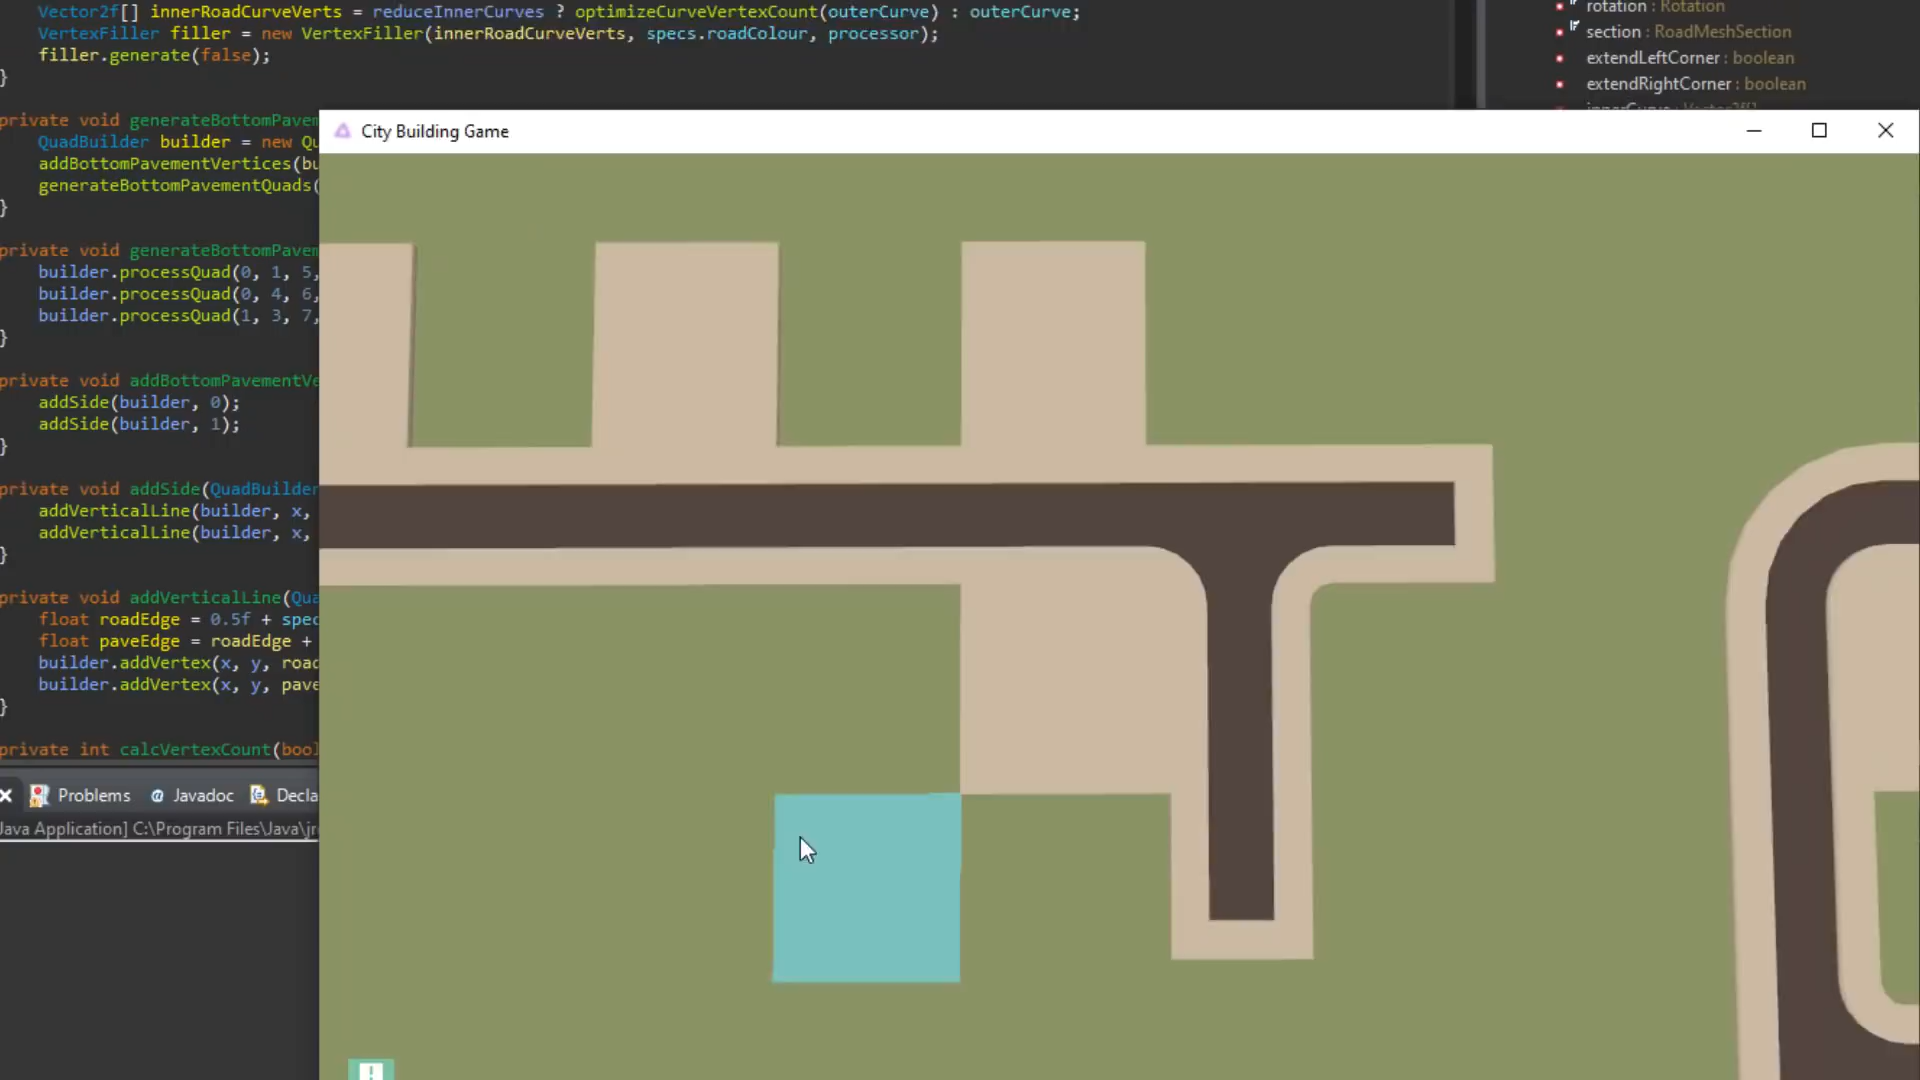 Vector2f[] innerRoadCurveVerts = reduceInnerCurves ? optimizeCurveVertexCount(outerCurve) : outerCurve;
VertexFiller filler = new VertexFiller(innerRoadCurveVerts, specs.roadColour, processor);
filler.generate(false);
}
private void generateBottomPavem
QuadBuilder builder = new Qu
addBottomPavementVertices(bu
generateBottomPavementQuads(
}
private void generateBottomPavem
builder.processQuad(0, 1, 5,
builder.processQuad(0, 4, 6,
builder.processQuad(1, 3, 7,
}
private void addBottomPavementVe
addSide(builder, 0);
addSide(builder, 1);
}
private void addSide(QuadBuilder
addVerticalLine(builder, x,
addVerticalLine(builder, x,
}
private void addVerticalLine(Qua
float roadEdge = 0.5f + spec
float paveEdge = roadEdge +
builder.addVertex(x, y, road
builder.addVertex(x, y, pave
}
private int calcVertexCount(bool
Problems @ Javadoc Decla
Java Application] C:\Program Files\Java\jr
rotation : Rotation
section : RoadMeshSection
extendLeftCorner : boolean
extendRightCorner : boolean
City Building Game